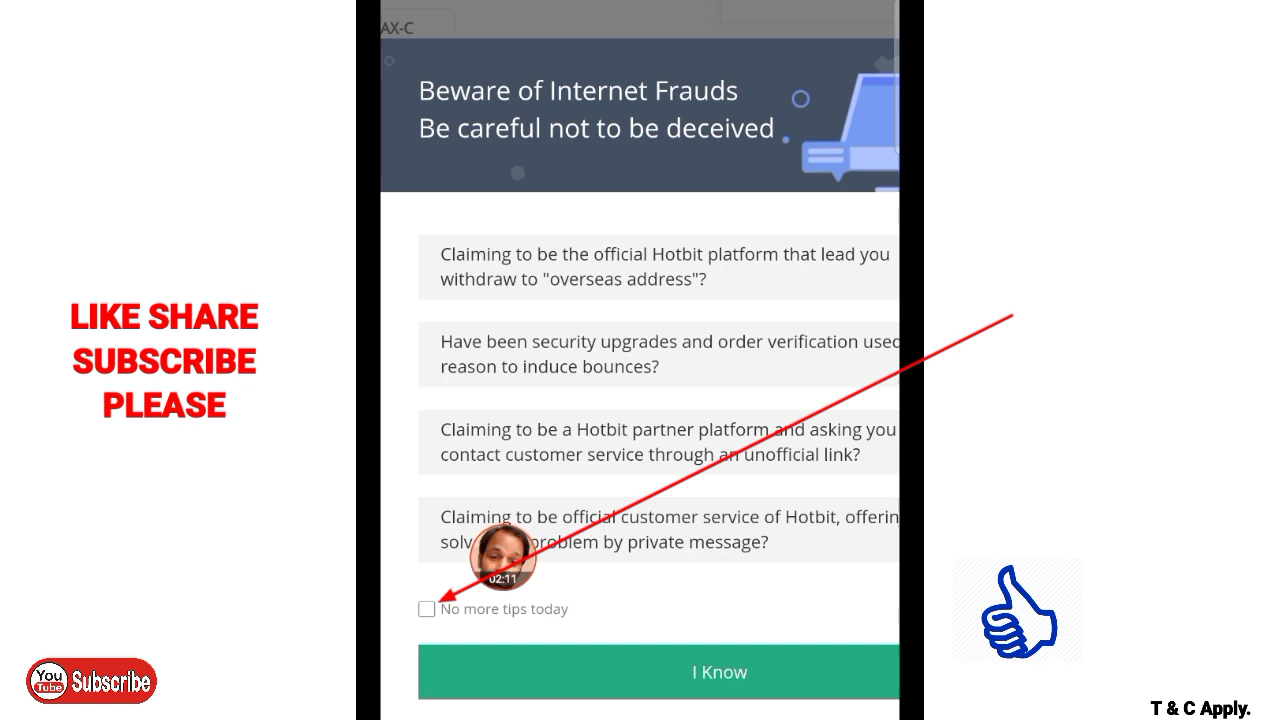 AX-C
Beware of Internet Frauds
Be careful not to be deceived
Claiming to be the official Hotbit platform that lead you
withdraw to "overseas address"?
Have been security upgrades and order verification used
reason to induce bounces?
Claiming to be a Hotbit partner platform and asking you
contact customer service through an unofficial link?
Claiming to be official customer service of Hotbit, offerin
solv problem by private message?
02:11
No more tips today
I Know
LIKE SHARE
SUBSCRIBE
PLEASE
You
Tube
Subscribe
T & C Apply.